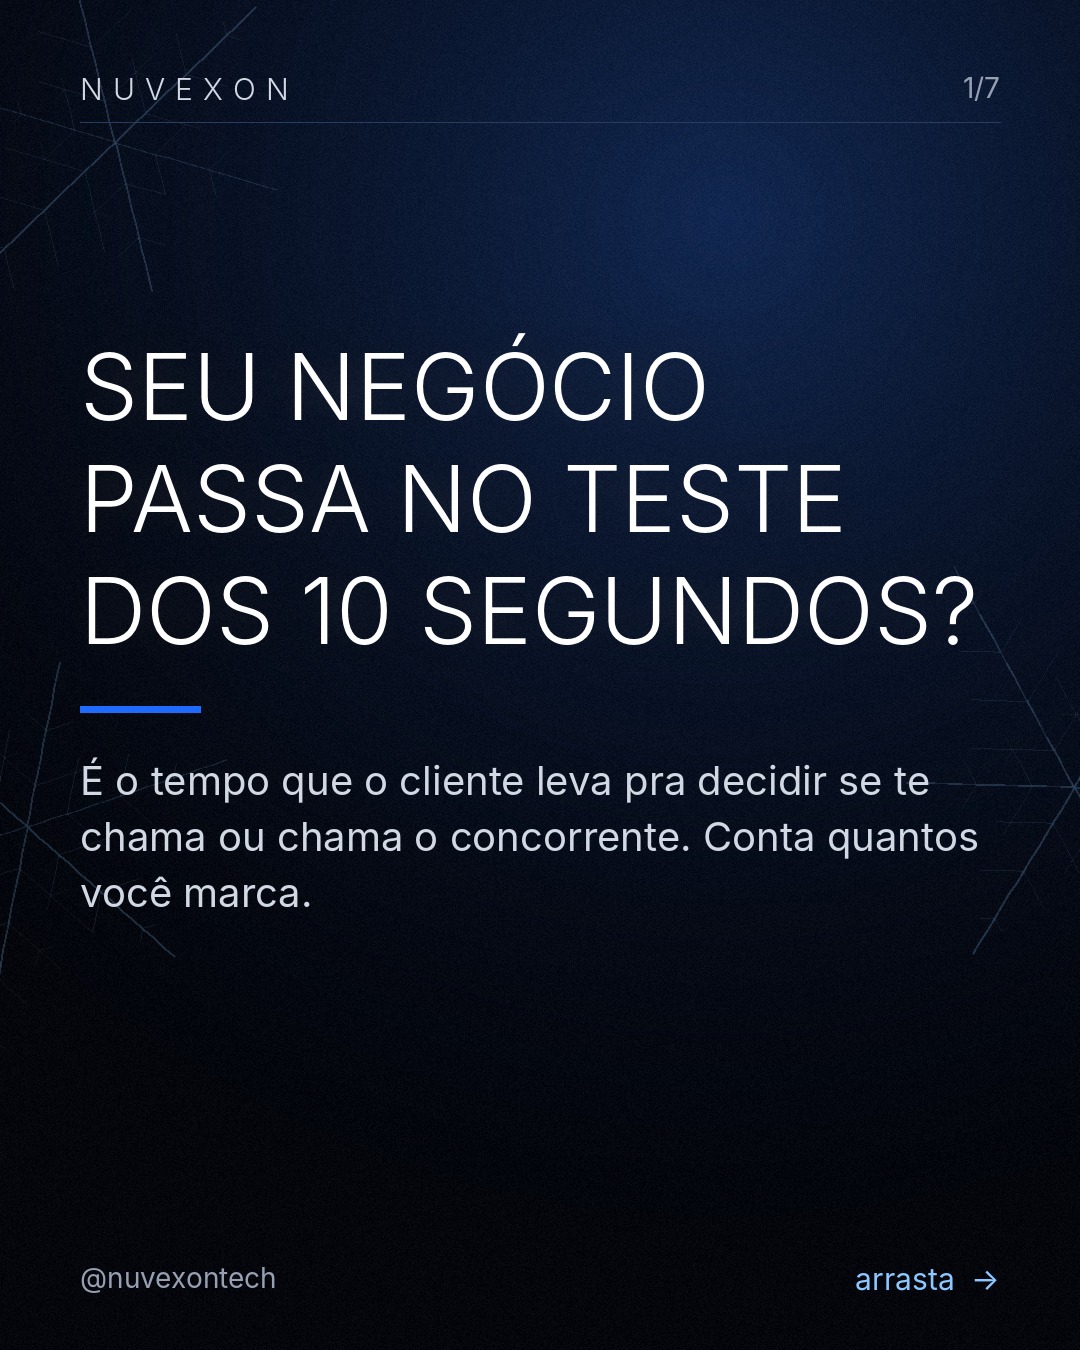 NUVEXON
1/7
SEU NEGÓCIO
PASSA NO TESTE
DOS 10 SEGUNDOS?
É o tempo que o cliente leva pra decidir se te
chama ou chama o concorrente. Conta quantos
você marca.
@nuvexontech
arrasta →